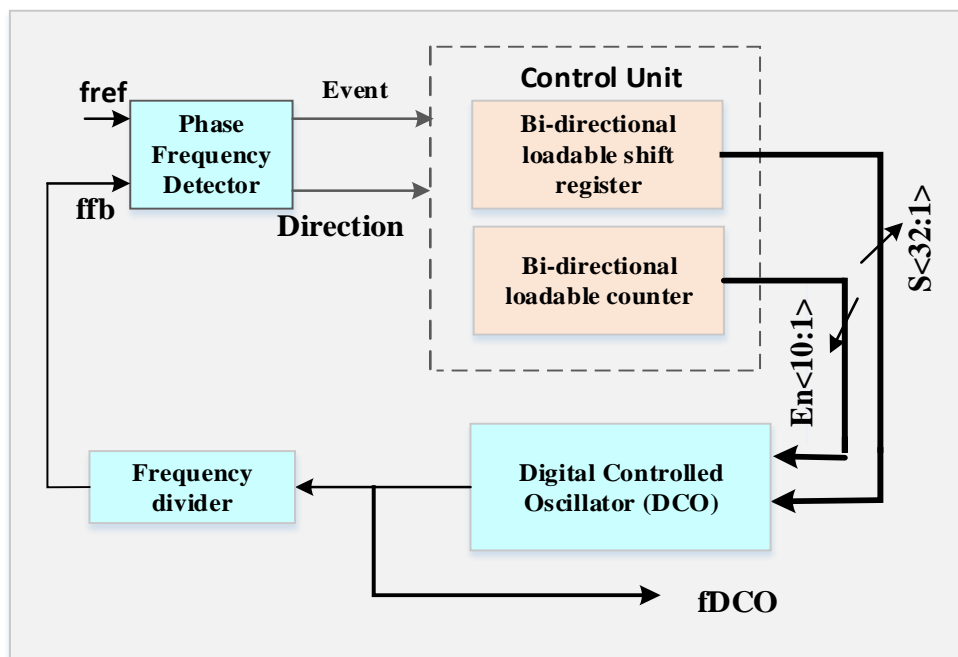 Control Unit
fref
Event
Phase
Frequency
Detector
Bi-directional
loadable shift
register
ffb
Direction
Bi-directional
loadable counter
S<32:1>
En<10:1>
Frequency
divider
Digital Controlled
Oscillator (DCO)
fDCO